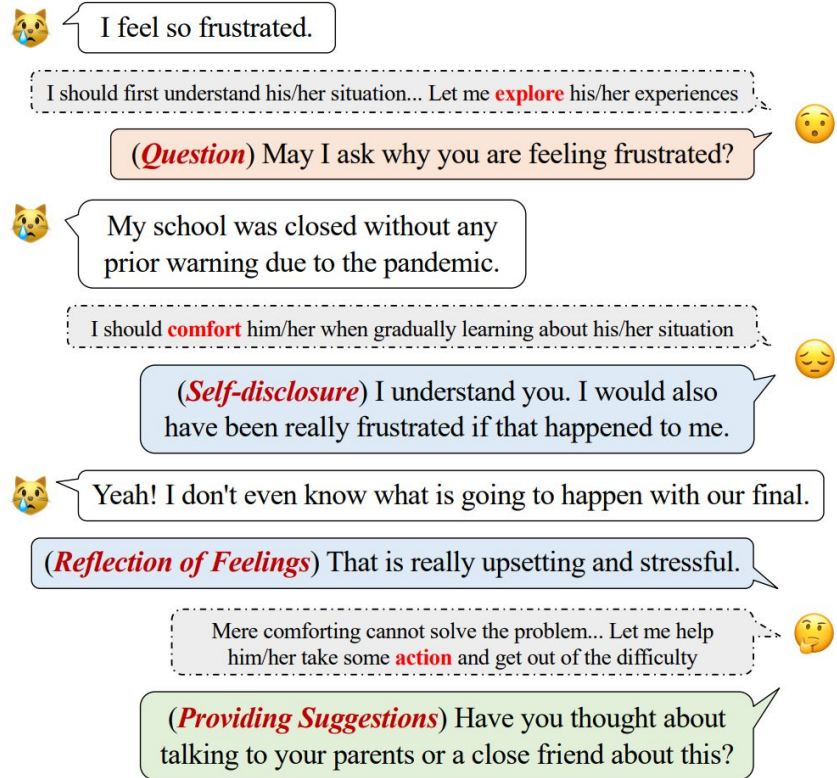 I feel so frustrated.
I should first understand his/her situation... Let me explore his/her experiences
(Question) May I ask why you are feeling frustrated?
My school was closed without any
prior warning due to the pandemic.
I should comfort him/her when gradually learning about his/her situation
(Self-disclosure) I understand you. I would also
have been really frustrated if that happened to me.
Yeah! I don't even know what is going to happen with our final.
(Reflection of Feelings) That is really upsetting and stressful.
Mere comforting cannot solve the problem... Let me help
him/her take some action and get out of the difficulty
(Providing Suggestions) Have you thought about
talking to your parents or a close friend about this?